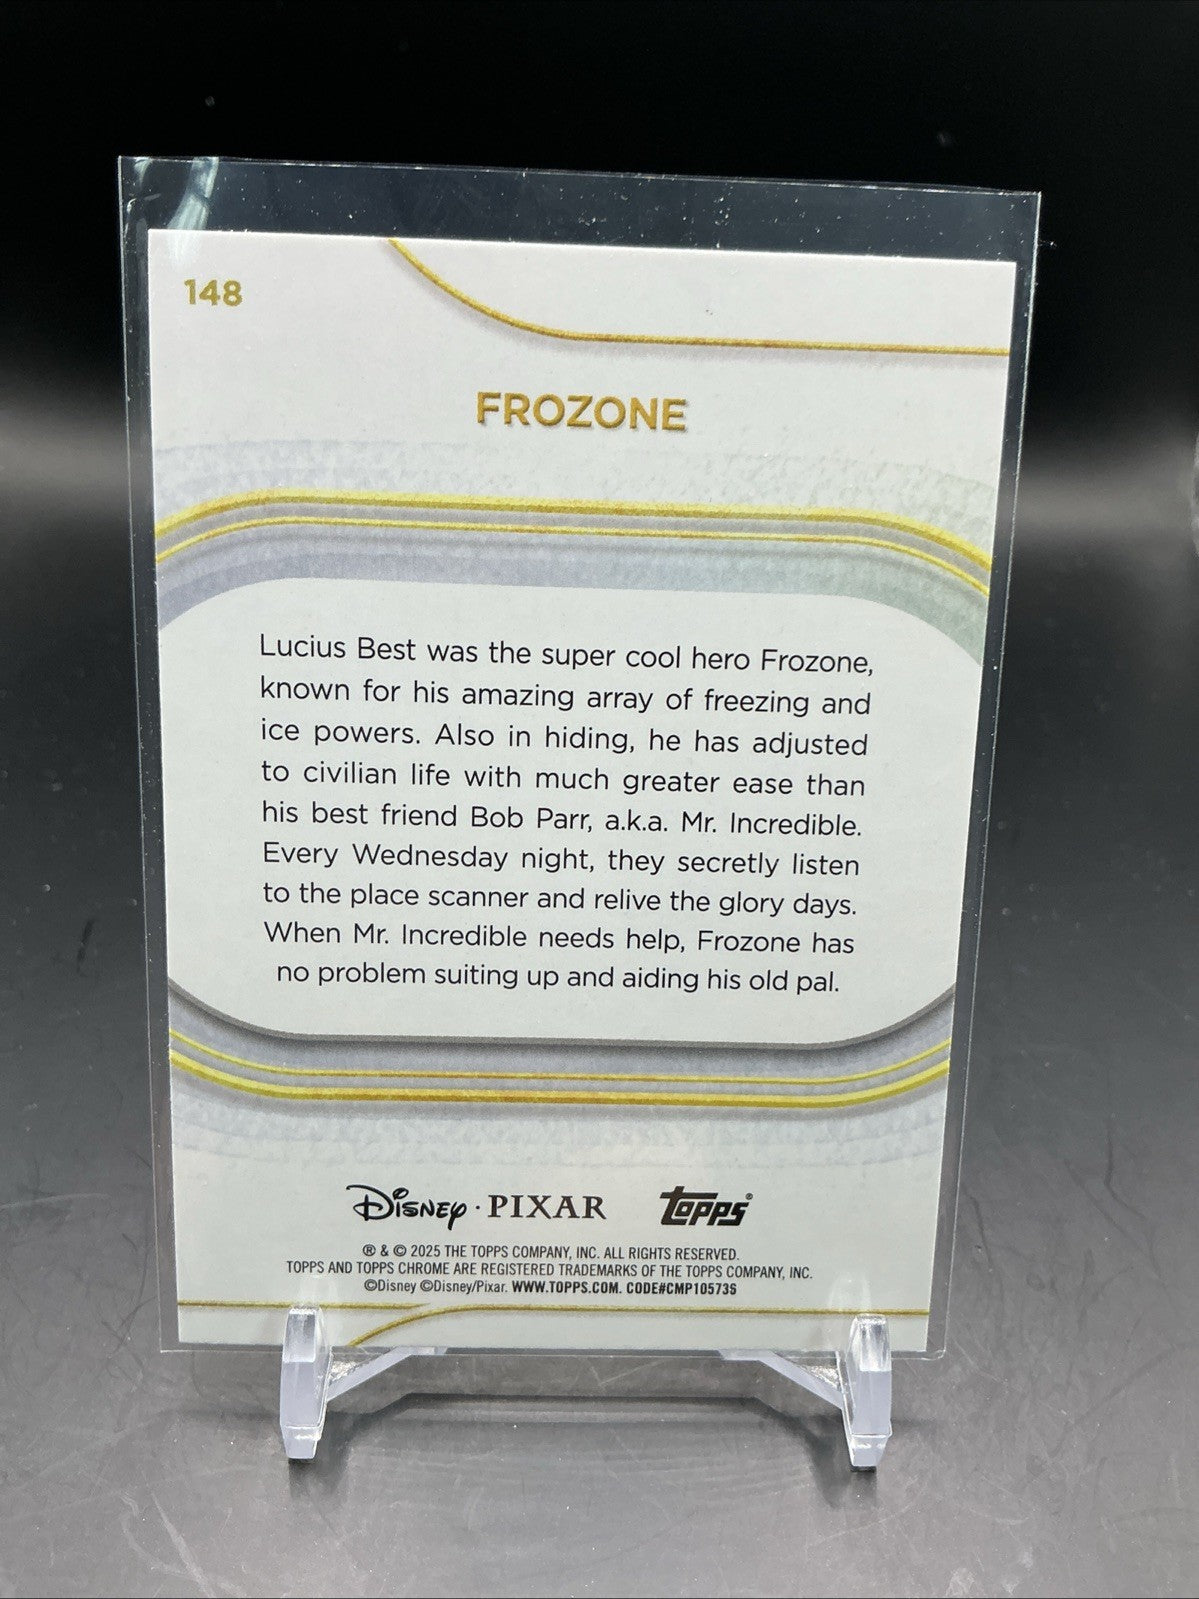 148
FROZONE
Lucius Best was the super cool hero Frozone,
known for his amazing array of freezing and
ice powers. Also in hiding, he has adjusted
to civilian life with much greater ease than
his best friend Bob Parr, a.k.a. Mr. Incredible.
Every Wednesday night, they secretly listen
to the place scanner and relive the glory days.
When Mr. Incredible needs help, Frozone has
no problem suiting up and aiding his old pal.
Disney · PIXAR topps®
® & © 2025 THE TOPPS COMPANY, INC. ALL RIGHTS RESERVED.
TOPPS AND TOPPS CHROME ARE REGISTERED TRADEMARKS OF THE TOPPS COMPANY, INC.
©Disney ©Disney/Pixar. WWW.TOPPS.COM. CODE#CMP105736